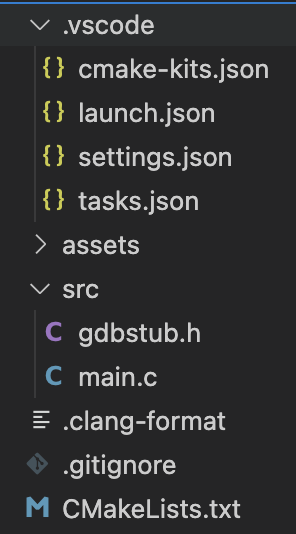 .vscode
{} cmake-kits.json
{} launch.json
{} settings.json
{} tasks.json
assets
src
C gdbstub.h
C main.c
.clang-format
.gitignore
M CMakeLists.txt